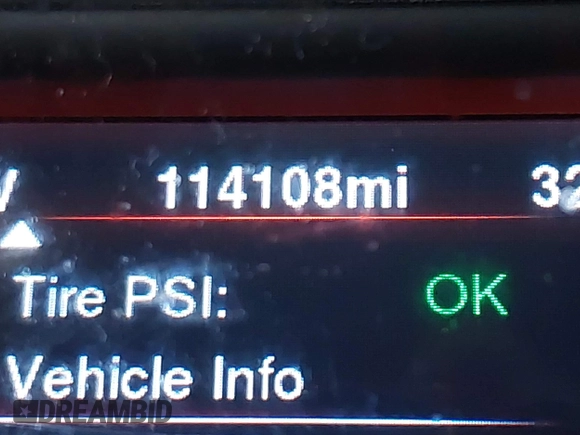 114108mi
Tire PSI: OK
Vehicle Info
DREAMBID